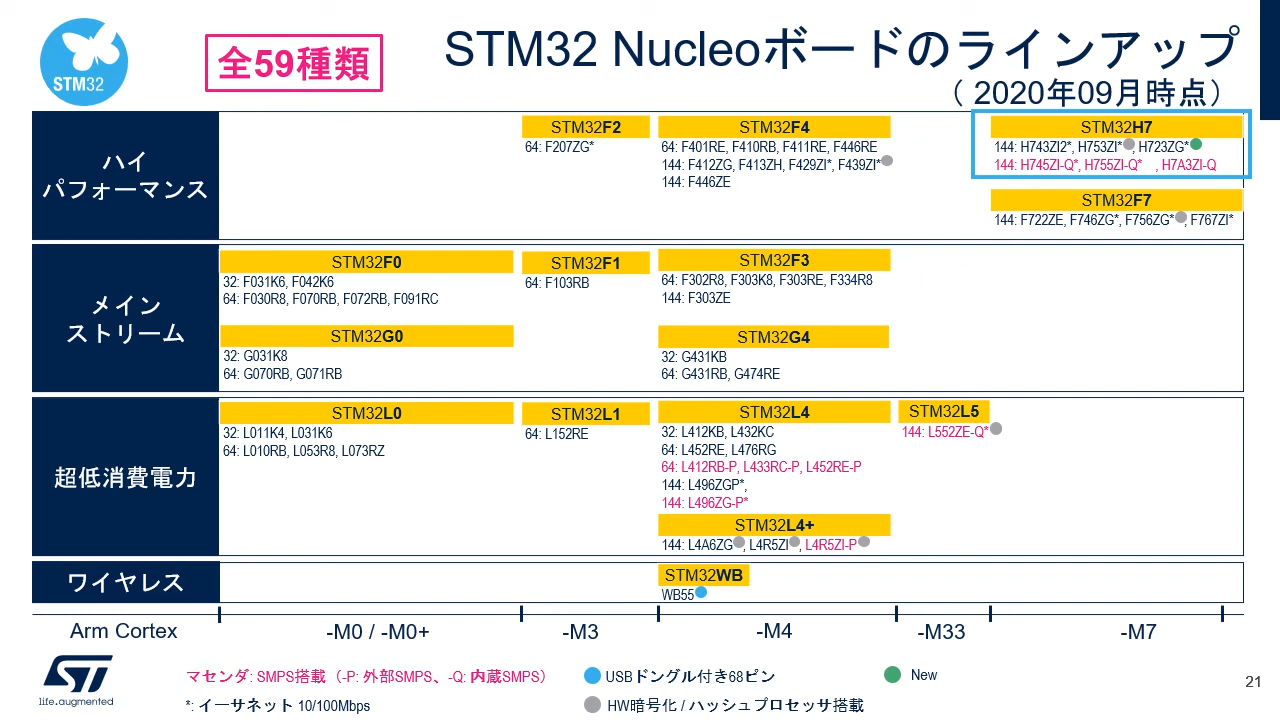 STM32
全59種類
STM32 Nucleoボードのラインアップ
（ 2020年09月時点）
ハイ
パフォーマンス
STM32F2
64: F207ZG*
STM32F4
64: F401RE, F410RB, F411RE, F446RE
144: F412ZG, F413ZH, F429ZI*, F439ZI*
144: F446ZE
STM32H7
144: H743ZI2*, H753ZI*, H723ZG*
144: H745ZI-Q*, H755ZI-Q* , H7A3ZI-Q
STM32F7
144: F722ZE, F746ZG*, F756ZG*, F767ZI*
メイン
ストリーム
STM32F0
32: F031K6, F042K6
64: F030R8, F070RB, F072RB, F091RC
STM32G0
32: G031K8
64: G070RB, G071RB
STM32F1
64: F103RB
STM32F3
64: F302R8, F303K8, F303RE, F334R8
144: F303ZE
STM32G4
32: G431KB
64: G431RB, G474RE
超低消費電力
STM32L0
32: L011K4, L031K6
64: L010RB, L053R8, L073RZ
STM32L1
64: L152RE
STM32L4
32: L412KB, L432KC
64: L452RE, L476RG
64: L412RB-P, L433RC-P, L452RE-P
144: L496ZGP*,
144: L496ZG-P*
STM32L4+
144: L4A6ZG, L4R5ZI, L4R5ZI-P
STM32L5
144: L552ZE-Q*
ワイヤレス
STM32WB
WB55
Arm Cortex
-M0 / -M0+
-M3
-M4
-M33
-M7
ST
life.augmented
マセンダ: SMPS搭載（-P: 外部SMPS、-Q: 内蔵SMPS）
*: イーサネット 10/100Mbps
USBドングル付き68ピン
HW暗号化 / ハッシュプロセッサ搭載
New
21